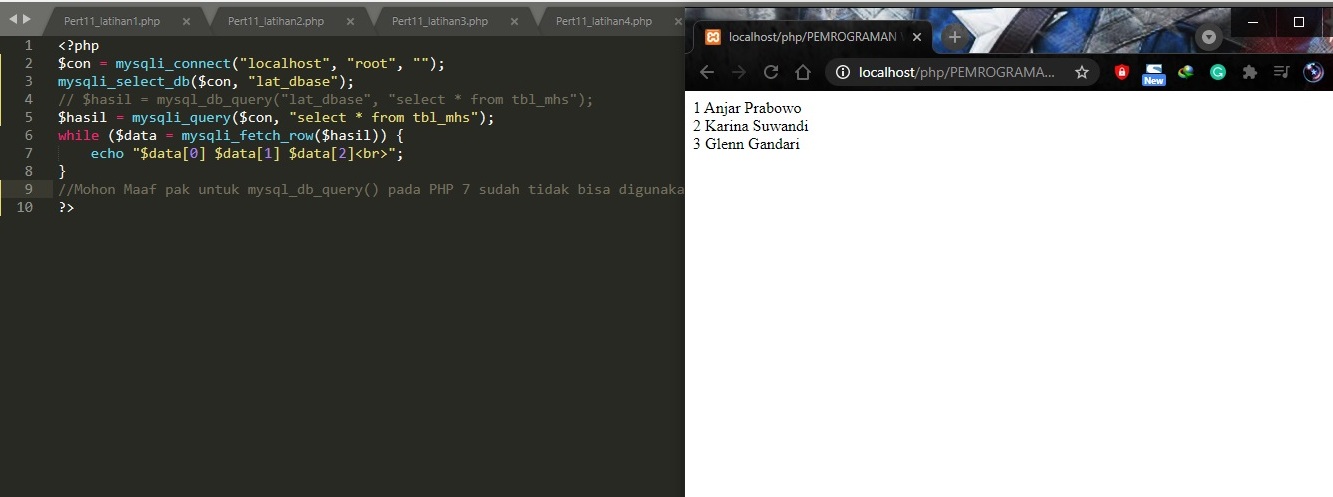 Pert11_latihan1.php
Pert11_latihan2.php
Pert11_latihan3.php
Pert11_latihan4.php
1 <?php
2 $con = mysqli_connect("localhost", "root", "");
3 mysqli_select_db($con, "lat_dbase");
4 // $hasil = mysql_db_query("lat_dbase", "select * from tbl_mhs");
5 $hasil = mysqli_query($con, "select * from tbl_mhs");
6 while ($data = mysqli_fetch_row($hasil)) {
7 echo "$data[0] $data[1] $data[2]<br>";
8 }
9 //Mohon Maaf pak untuk mysql_db_query() pada PHP 7 sudah tidak bisa digunaka
10 ?>
localhost/php/PEMROGRAMAN
localhost/php/PEMROGRAMA...
New
1 Anjar Prabowo
2 Karina Suwandi
3 Glenn Gandari